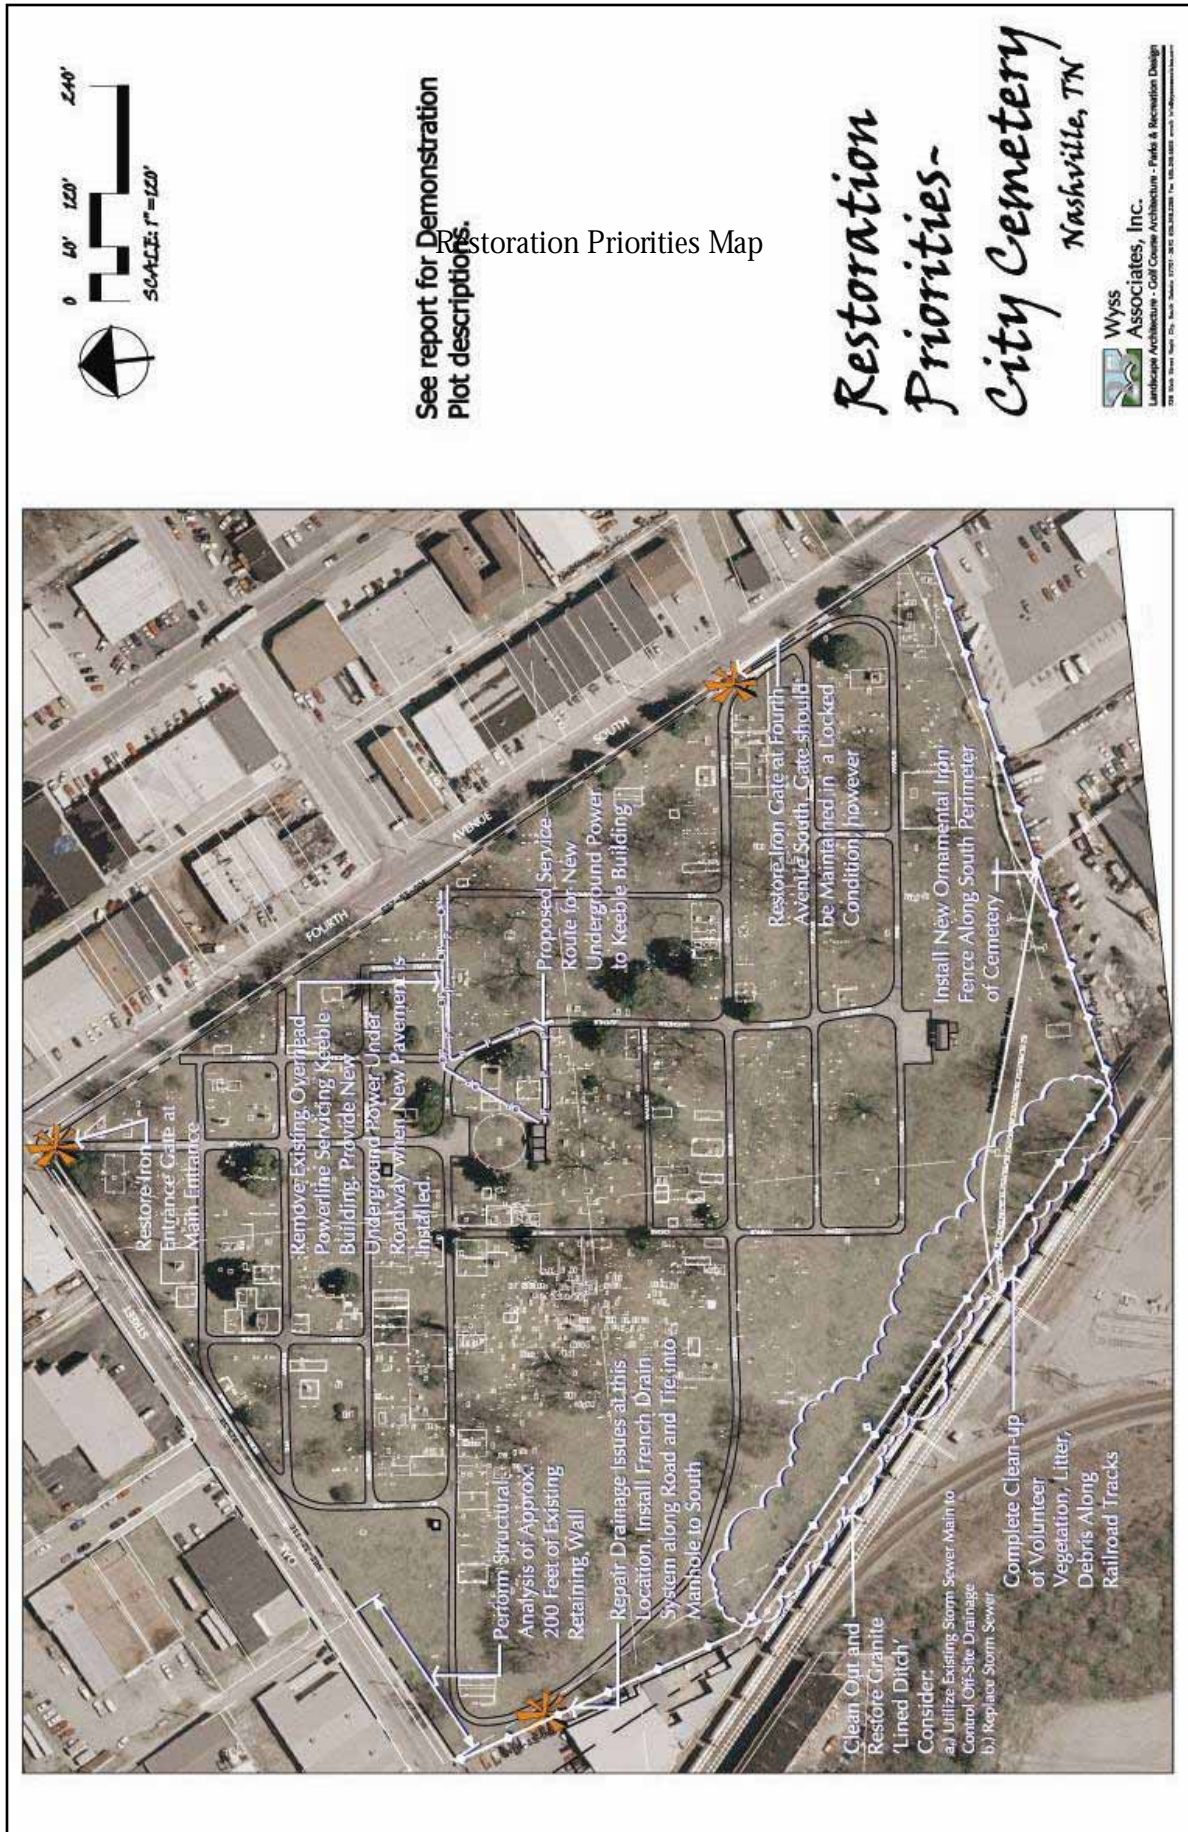 Restoration Priorities Map
0 60' 120' 240'
SCALE: 1"=120'
See report for Demonstration
Plot descriptions.
Restoration
Priorities-
City Cemetery
Nashville, TN
Wyss
Associates, Inc.
Landscape Architecture - Golf Course Architecture - Parks & Recreation Design
FOURTH
AVENUE
SOUTH
OAK
STREET
Restore Iron
Entrance Gate at
Main Entrance
Remove Existing Overhead
Powerline Servicing Keeble
Building. Provide New
Underground Power Under
Roadway when New Pavement is
Installed.
Proposed Service
Route for New
Underground Power
to Keeble Building
Restore Iron Gate at Fourth
Avenue South. Gate should
be Maintained in a Locked
Condition, however
Install New Ornamental Iron
Fence Along South Perimeter
of Cemetery
Perform Structural
Analysis of Approx.
200 Feet of Existing
Retaining Wall
Repair Drainage Issues at this
Location. Install French Drain
System along Road and Tie into
Manhole to South
Clean Out and
Restore Granite
'Lined Ditch'
Consider:
a.) Utilize Existing Storm Sewer Main to
Control Off-Site Drainage
b.) Replace Storm Sewer
Complete Clean-up
of Volunteer
Vegetation, Litter,
Debris Along
Railroad Tracks